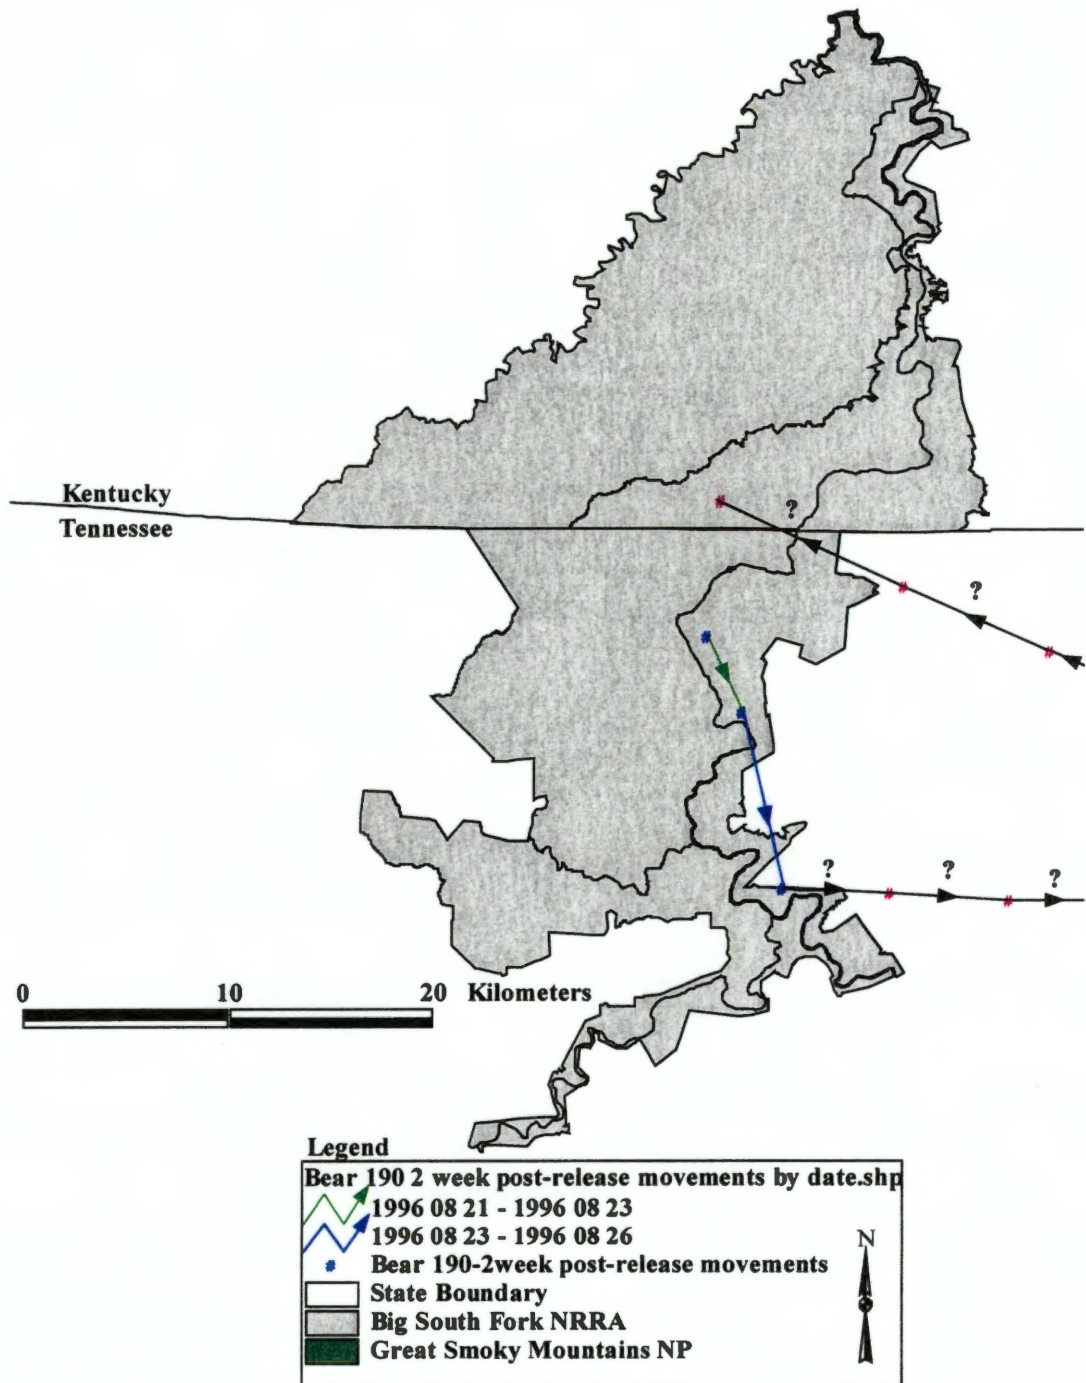 Kentucky
Tennessee
?
?
?
?
?
0 10 20 Kilometers
Legend
Bear 190 2 week post-release movements by date.shp
1996 08 21 - 1996 08 23
1996 08 23 - 1996 08 26
# Bear 190-2week post-release movements
State Boundary
Big South Fork NRRA
Great Smoky Mountains NP
N